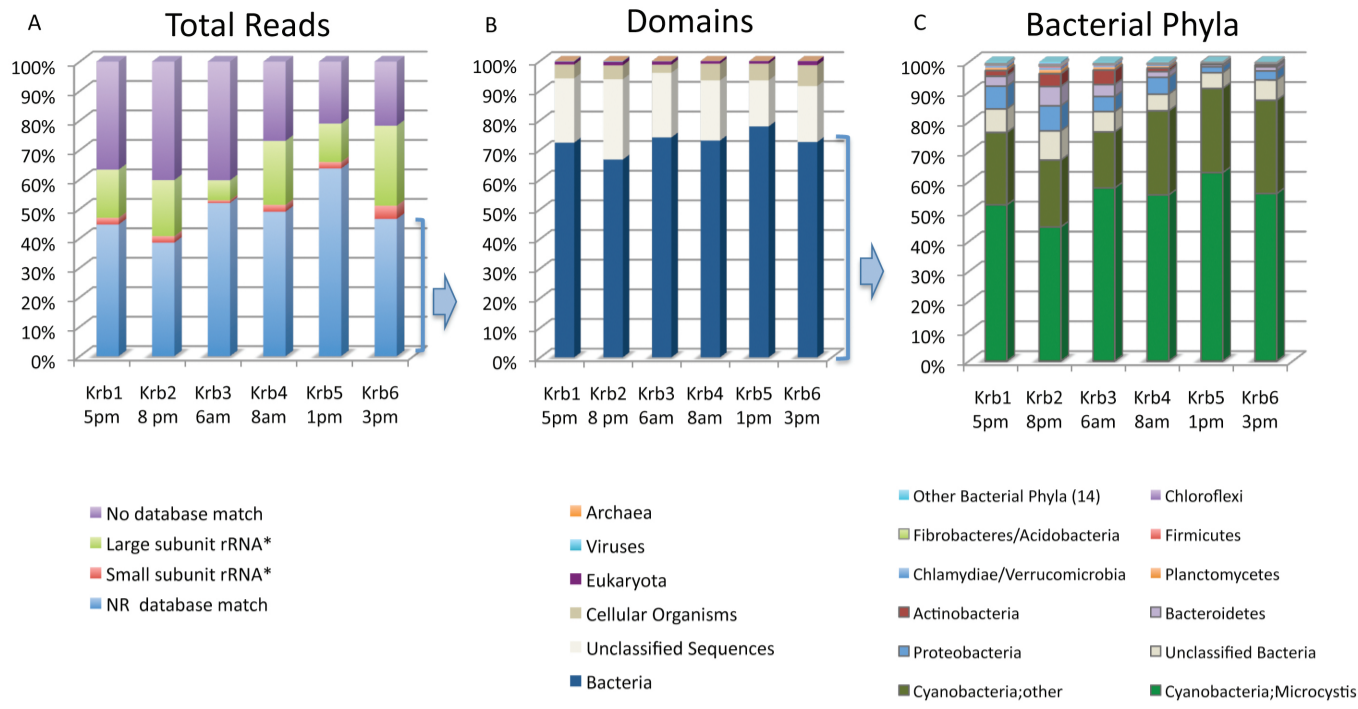 A Total Reads
100%
90%
80%
70%
60%
50%
40%
30%
20%
10%
0%
Krb1 Krb2 Krb3 Krb4 Krb5 Krb6
5pm 8 pm 6am 8am 1pm 3pm
No database match
Large subunit rRNA*
Small subunit rRNA*
NR database match
B Domains
100%
90%
80%
70%
60%
50%
40%
30%
20%
10%
0%
Krb1 Krb2 Krb3 Krb4 Krb5 Krb6
5pm 8 pm 6am 8am 1pm 3pm
Archaea
Viruses
Eukaryota
Cellular Organisms
Unclassified Sequences
Bacteria
C Bacterial Phyla
100%
90%
80%
70%
60%
50%
40%
30%
20%
10%
0%
Krb1 Krb2 Krb3 Krb4 Krb5 Krb6
5pm 8pm 6am 8am 1pm 3pm
Other Bacterial Phyla (14) Chloroflexi
Fibrobacteres/Acidobacteria Firmicutes
Chlamydiae/Verrucomicrobia Planctomycetes
Actinobacteria Bacteroidetes
Proteobacteria Unclassified Bacteria
Cyanobacteria;other Cyanobacteria;Microcystis